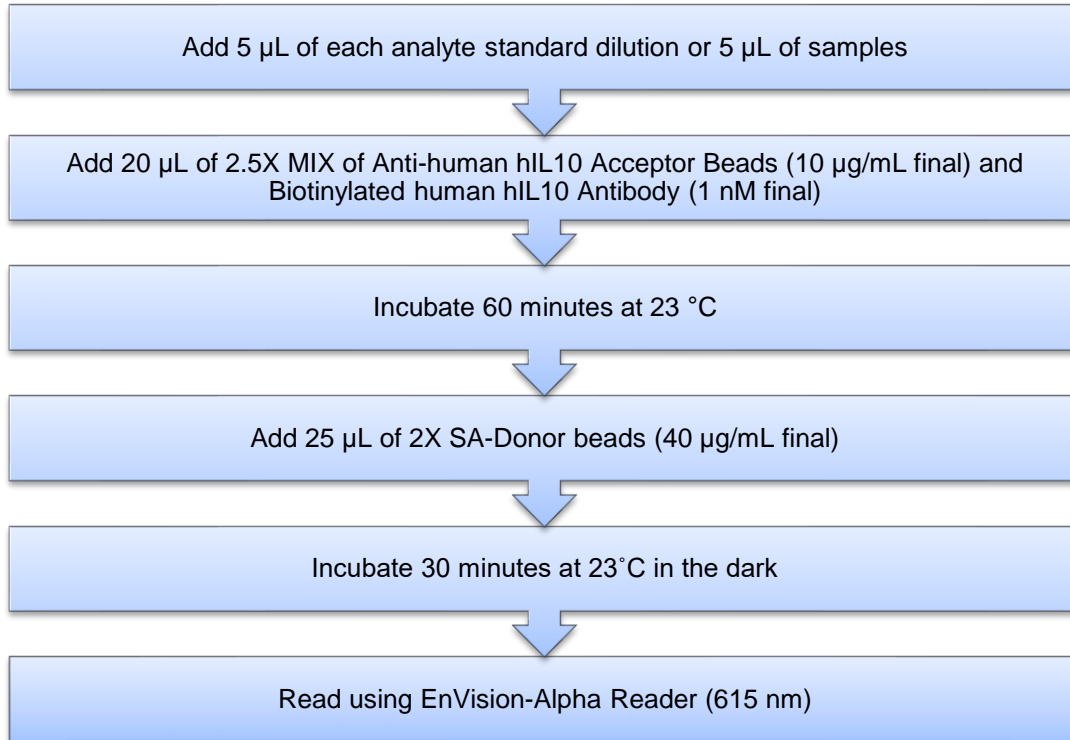 Add 5 µL of each analyte standard dilution or 5 µL of samples
Add 20 µL of 2.5X MIX of Anti-human hIL10 Acceptor Beads (10 µg/mL final) and
Biotinylated human hIL10 Antibody (1 nM final)
Incubate 60 minutes at 23 °C
Add 25 µL of 2X SA-Donor beads (40 µg/mL final)
Incubate 30 minutes at 23˚C in the dark
Read using EnVision-Alpha Reader (615 nm)